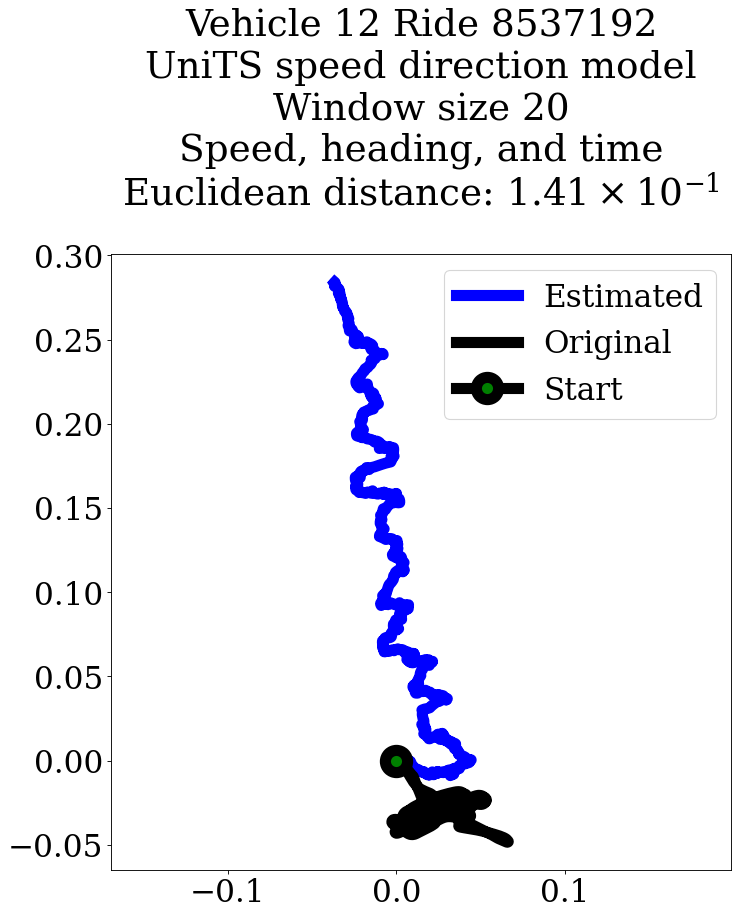 Vehicle 12 Ride 8537192
UniTS speed direction model
Window size 20
Speed, heading, and time
Euclidean distance: 1.41 × 10⁻¹
0.30
Estimated
Original
Start
0.25
0.20
0.15
0.10
0.05
0.00
−0.05
−0.1
0.0
0.1